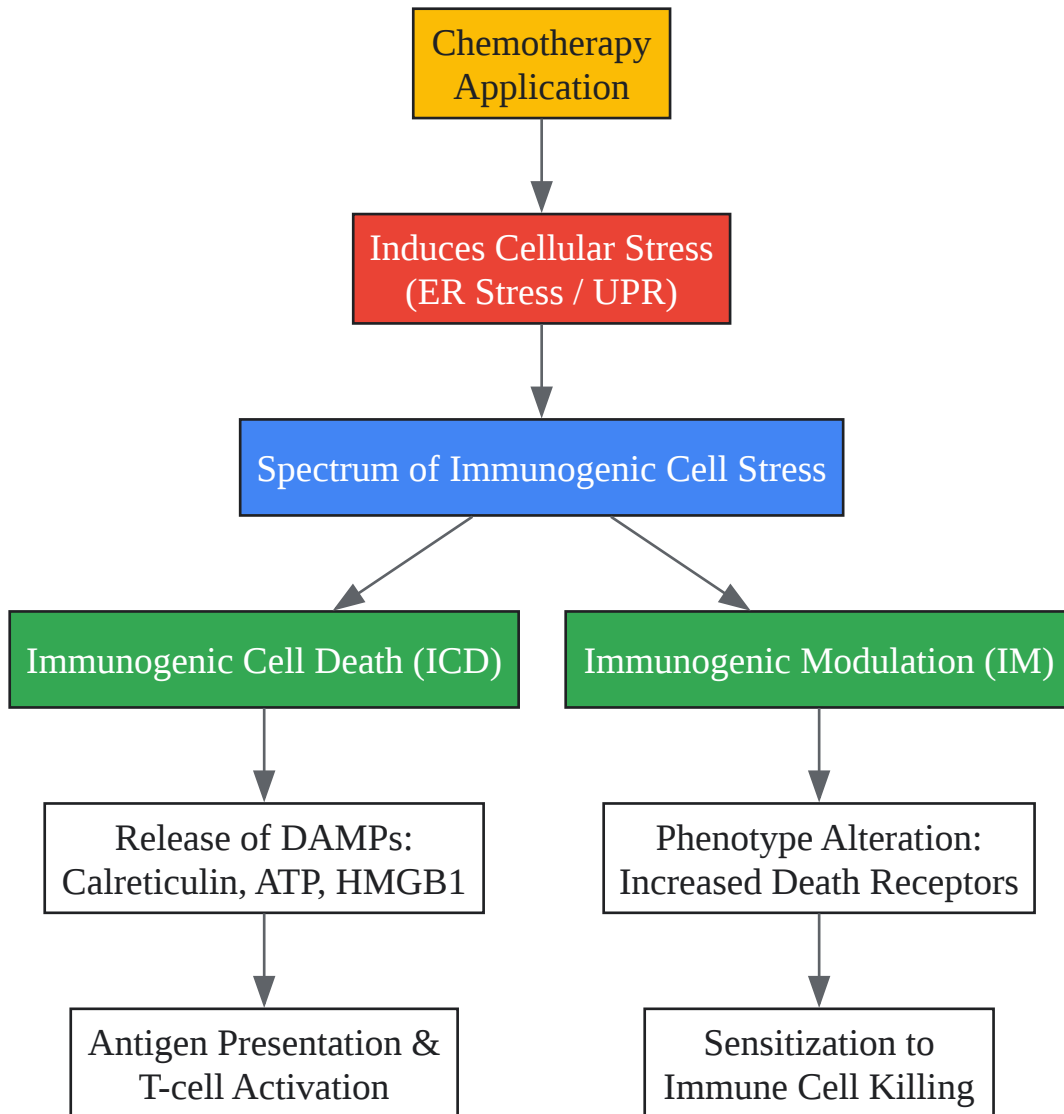 Chemotherapy
Application
Induces Cellular Stress
(ER Stress / UPR)
Spectrum of Immunogenic Cell Stress
Immunogenic Cell Death (ICD)
Immunogenic Modulation (IM)
Release of DAMPs:
Calreticulin, ATP, HMGB1
Phenotype Alteration:
Increased Death Receptors
Antigen Presentation &
T-cell Activation
Sensitization to
Immune Cell Killing